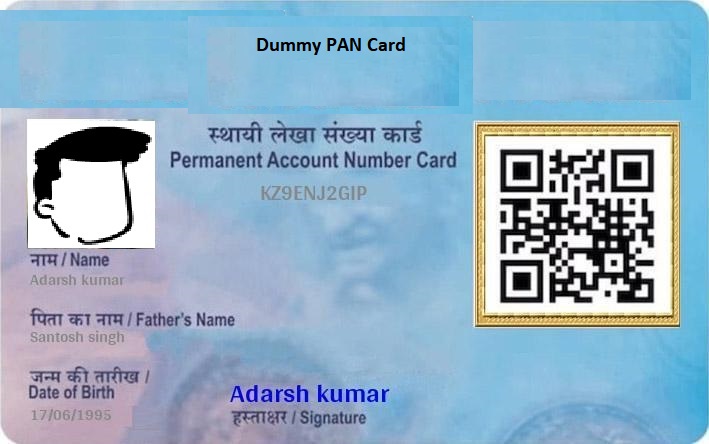 Dummy PAN Card
स्थायी लेखा संख्या कार्ड
Permanent Account Number Card
KZ9ENJ2GIP
नाम / Name
Adarsh kumar
पिता का नाम / Father's Name
Santosh singh
जन्म की तारीख /
Date of Birth
17/06/1995
Adarsh kumar
हस्ताक्षर / Signature